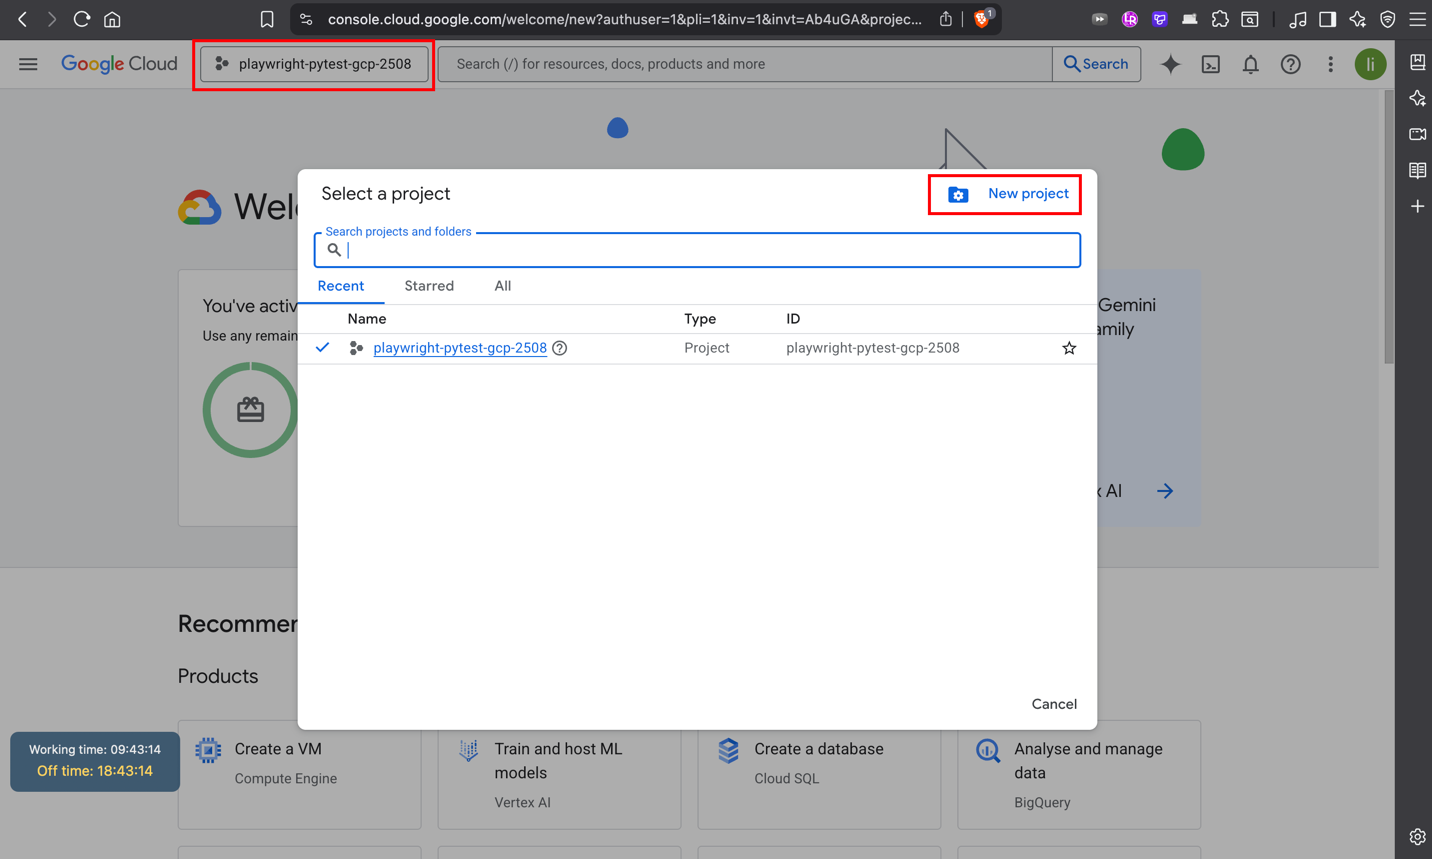 console.cloud.google.com/welcome/new?authuser=1&pli=1&inv=1&invt=Ab4uGA&projec...
1
Google Cloud
playwright-pytest-gcp-2508
Search (/) for resources, docs, products and more
Search
li
Select a project
New project
Search projects and folders
Recent
Starred
All
Name
Type
ID
playwright-pytest-gcp-2508
Project
playwright-pytest-gcp-2508
Cancel
You've activ
Use any remain
Gemini
Recommen
Products
Working time: 09:43:14
Off time: 18:43:14
Create a VM
Compute Engine
Train and host ML
models
Vertex AI
Create a database
Cloud SQL
Analyse and manage
data
BigQuery